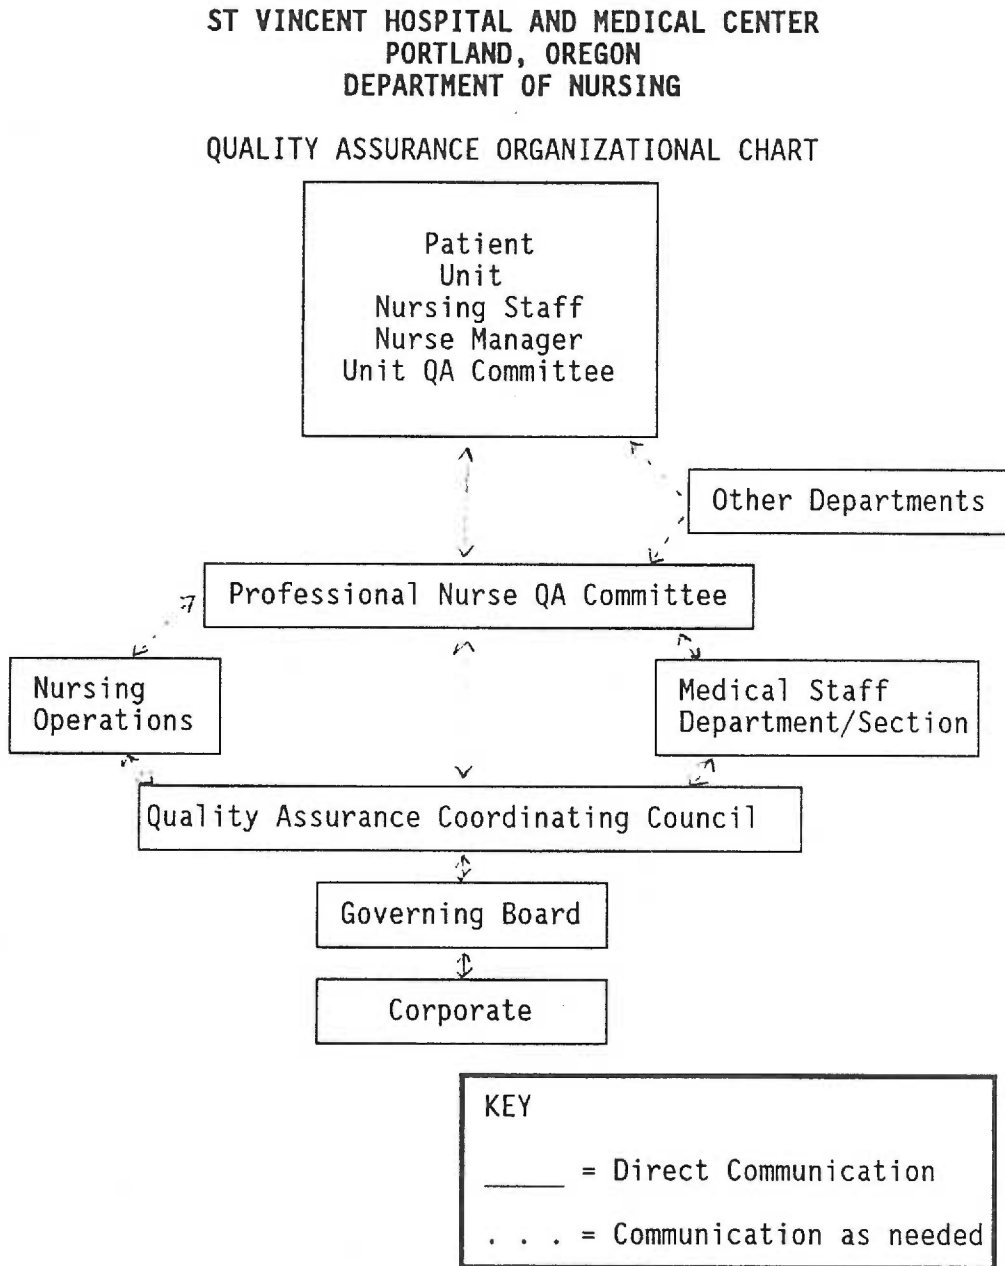 ST VINCENT HOSPITAL AND MEDICAL CENTER
PORTLAND, OREGON
DEPARTMENT OF NURSING
QUALITY ASSURANCE ORGANIZATIONAL CHART
Patient
Unit
Nursing Staff
Nurse Manager
Unit QA Committee
Other Departments
Professional Nurse QA Committee
Nursing
Operations
Medical Staff
Department/Section
Quality Assurance Coordinating Council
Governing Board
Corporate
KEY
_____ = Direct Communication
. . . = Communication as needed